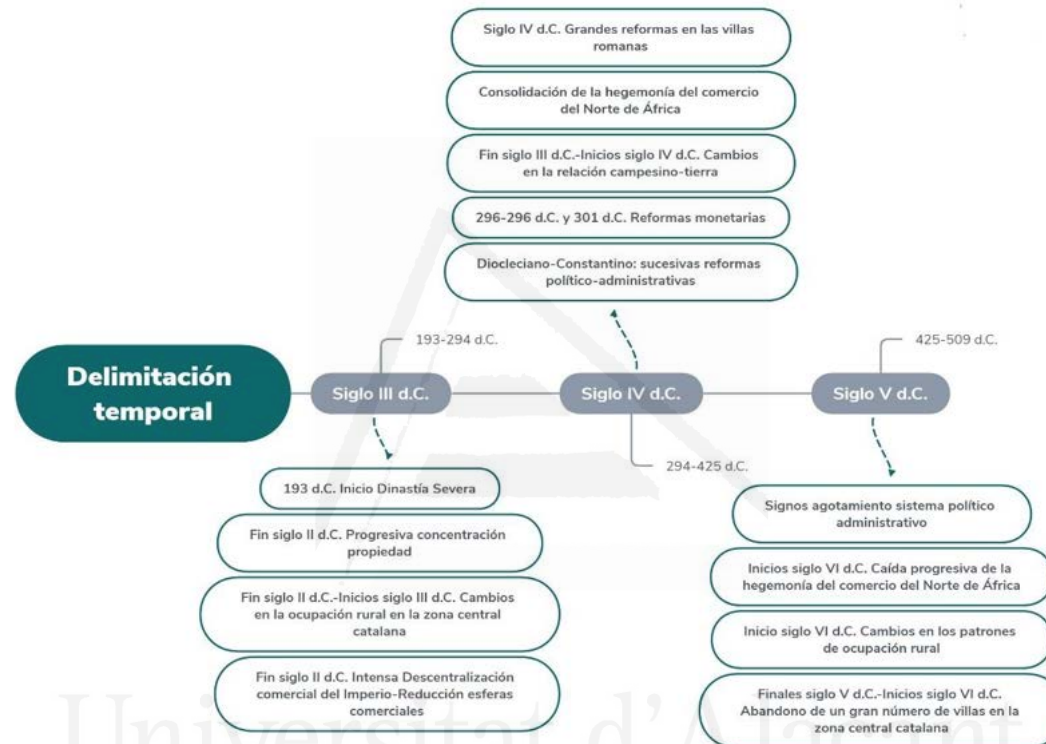 Siglo IV d.C. Grandes reformas en las villas
romanas
Consolidación de la hegemonía del comercio
del Norte de África
Fin siglo III d.C.-Inicios siglo IV d.C. Cambios
en la relación campesino-tierra
296-296 d.C. y 301 d.C. Reformas monetarias
Diocleciano-Constantino: sucesivas reformas
político-administrativas
193-294 d.C.
425-509 d.C.
Delimitación
temporal
Siglo III d.C.
Siglo IV d.C.
Siglo V d.C.
294-425 d.C.
193 d.C. Inicio Dinastía Severa
Fin siglo II d.C. Progresiva concentración
propiedad
Fin siglo II d.C.-Inicios siglo III d.C. Cambios
en la ocupación rural en la zona central
catalana
Fin siglo II d.C. Intensa Descentralización
comercial del Imperio-Reducción esferas
comerciales
Signos agotamiento sistema político
administrativo
Inicios siglo VI d.C. Caída progresiva de la
hegemonía del comercio del Norte de África
Inicio siglo VI d.C. Cambios en los patrones
de ocupación rural
Finales siglo V d.C.-Inicios siglo VI d.C.
Abandono de un gran número de villas en la
zona central catalana
Universitat d'Alacant